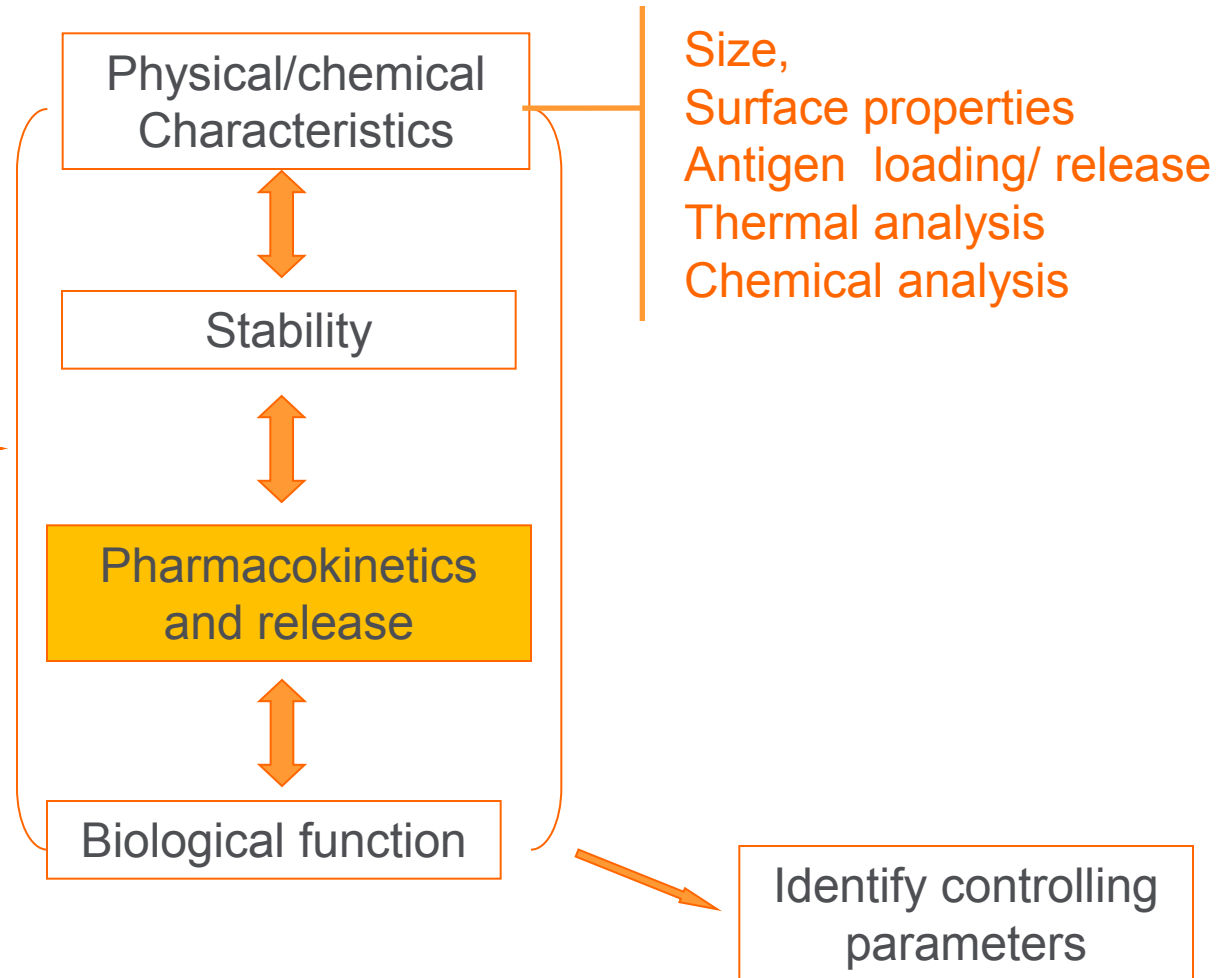 Physical/chemical
Characteristics
Size,
Surface properties
Antigen  loading/ release
Thermal analysis
Chemical analysis
Stability
Pharmacokinetics
and release
Biological function
Identify controlling
parameters